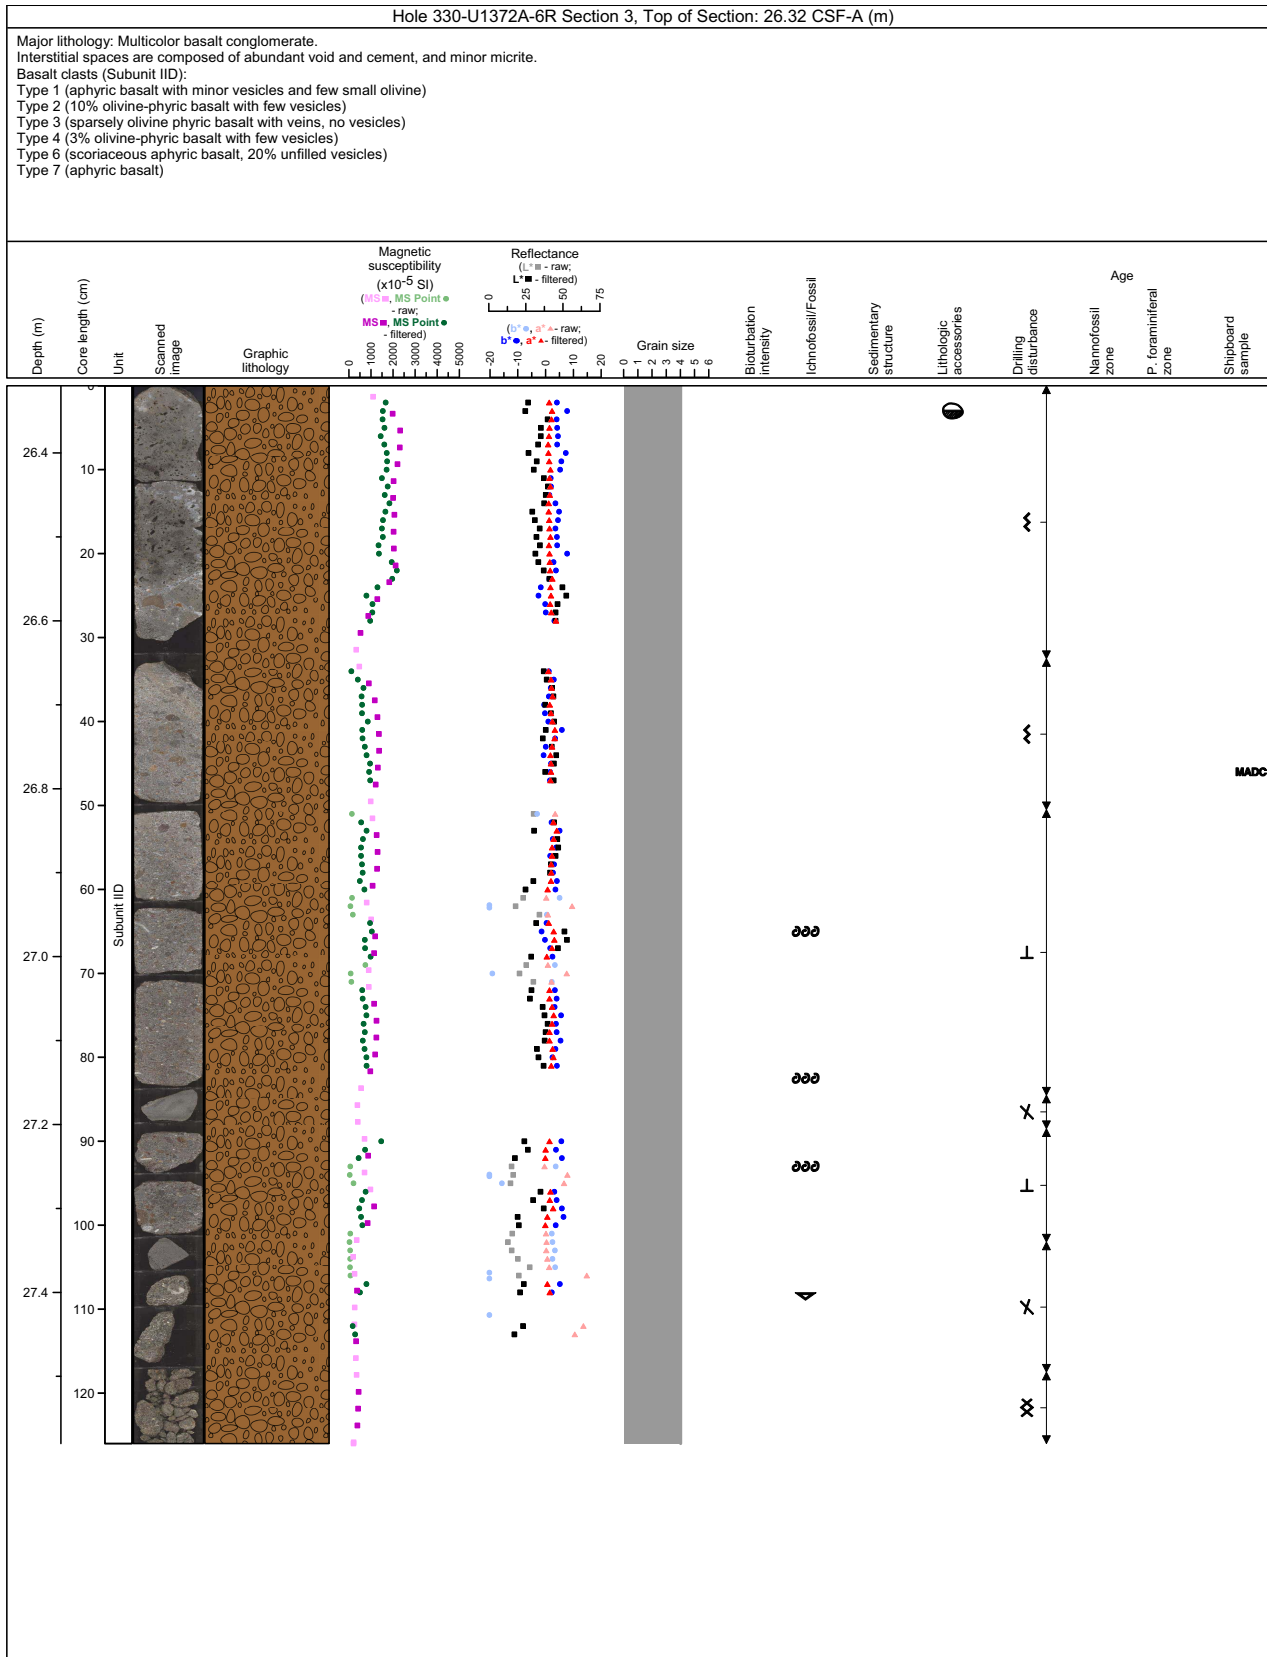 Hole 330-U1372A-6R Section 3, Top of Section: 26.32 CSF-A (m)
Major lithology: Multicolor basalt conglomerate.
Interstitial spaces are composed of abundant void and cement, and minor micrite.
Basalt clasts (Subunit IID):
Type 1 (aphyric basalt with minor vesicles and few small olivine)
Type 2 (10% olivine-phyric basalt with few vesicles)
Type 3 (sparsely olivine phyric basalt with veins, no vesicles)
Type 4 (3% olivine-phyric basalt with few vesicles)
Type 6 (scoriaceous aphyric basalt, 20% unfilled vesicles)
Type 7 (aphyric basalt)
Depth (m)
Core length (cm)
Unit
Scanned
image
Graphic
lithology
Magnetic
susceptibility
(x10-5 SI)
(MS, MS Point
- raw;
MS, MS Point
- filtered)
0 1000 2000 3000 4000 5000
Reflectance
(L* - raw;
L* - filtered)
0 25 50 75
(b*, a* - raw;
b*, a* - filtered)
-20 -10 0 10 20
Grain size
0 1 2 3 4 5 6
Bioturbation
intensity
Ichnofossil/Fossil
Sedimentary
structure
Lithologic
accessories
Drilling
disturbance
Age
Nannofossil
zone
P. foraminiferal
zone
Shipboard
sample
0
26.4
10
20
26.6
30
40
26.8
MADC
50
60
Subunit IID
27.0
70
80
27.2
90
100
27.4
110
120